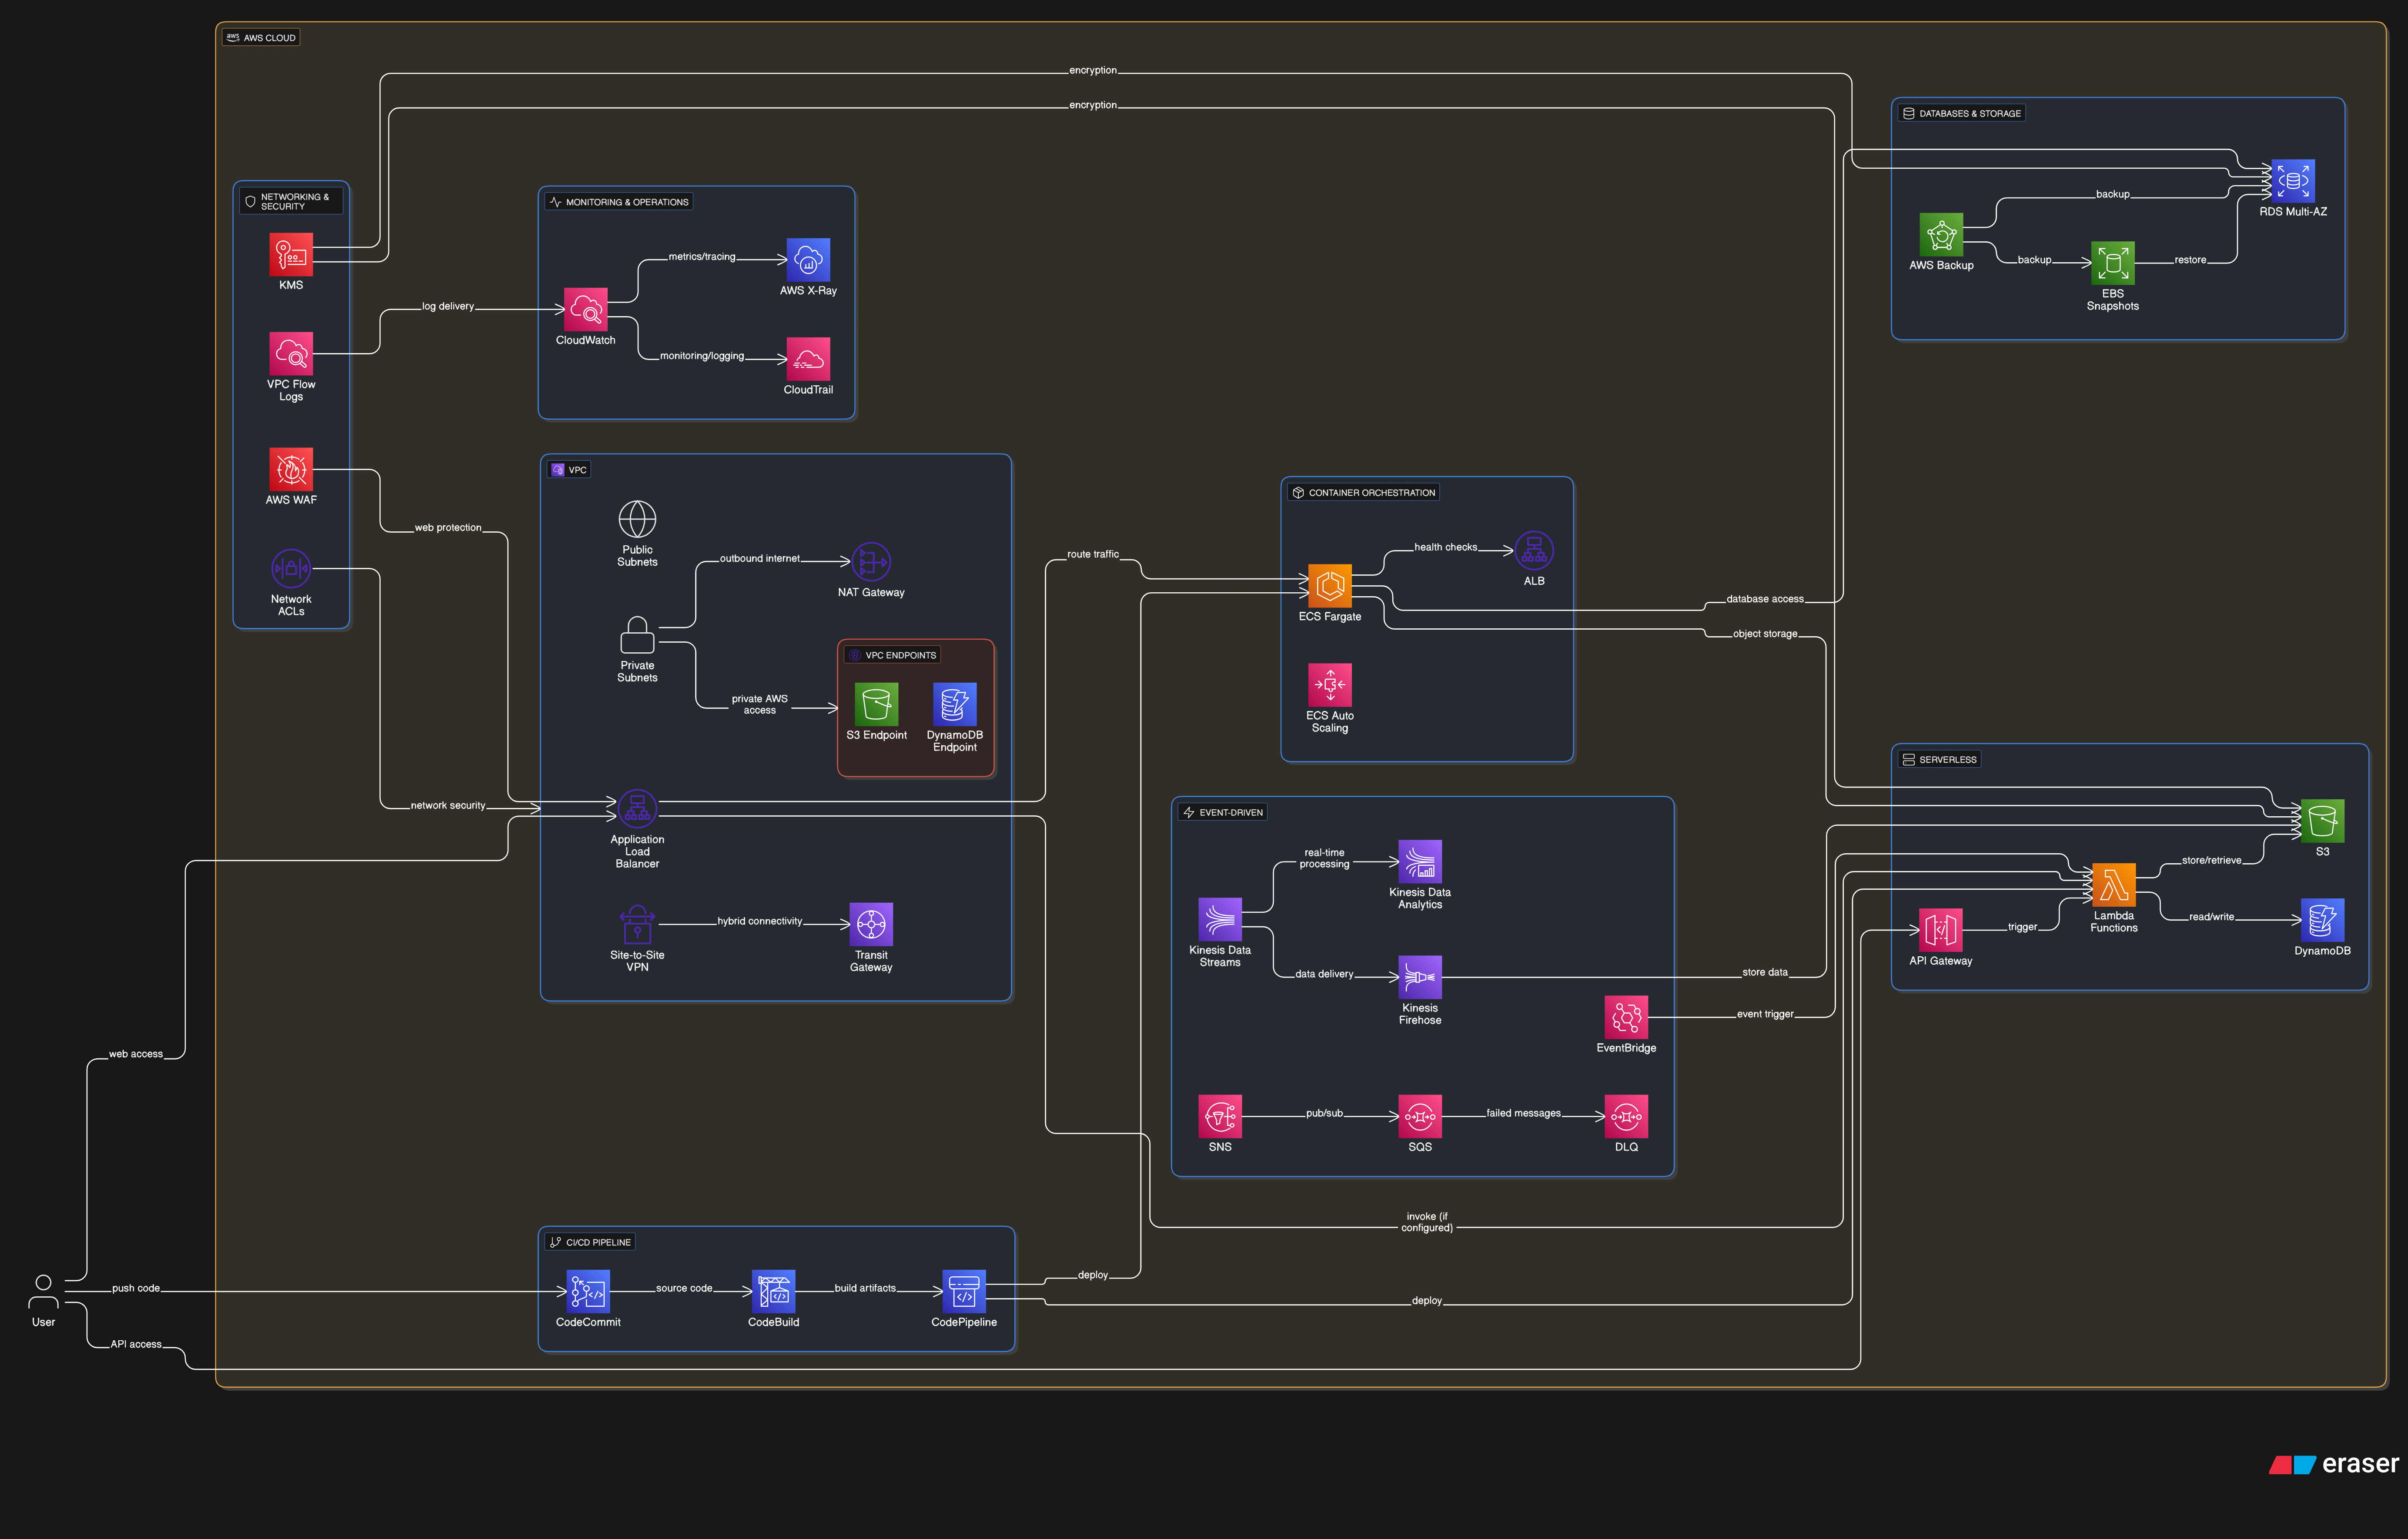 aws AWS CLOUD
encryption
encryption
DATABASES & STORAGE
RDS Multi-AZ
backup
AWS Backup
backup
restore
EBS
Snapshots
NETWORKING &
SECURITY
KMS
VPC Flow
Logs
AWS WAF
Network
ACLs
log delivery
web protection
network security
MONITORING & OPERATIONS
metrics/tracing
AWS X-Ray
CloudWatch
monitoring/logging
CloudTrail
VPC
Public
Subnets
outbound internet
NAT Gateway
Private
Subnets
private AWS
access
VPC ENDPOINTS
S3 Endpoint
DynamoDB
Endpoint
Application
Load
Balancer
Site-to-Site
VPN
hybrid connectivity
Transit
Gateway
route traffic
CONTAINER ORCHESTRATION
health checks
ALB
ECS Fargate
database access
object storage
ECS Auto
Scaling
EVENT-DRIVEN
real-time
processing
Kinesis Data
Analytics
Kinesis Data
Streams
data delivery
Kinesis
Firehose
store data
EventBridge
event trigger
SNS
pub/sub
SQS
failed messages
DLQ
SERVERLESS
S3
store/retrieve
Lambda
Functions
read/write
DynamoDB
API Gateway
trigger
invoke (if
configured)
web access
push code
API access
User
CI/CD PIPELINE
CodeCommit
source code
CodeBuild
build artifacts
CodePipeline
deploy
deploy
eraser